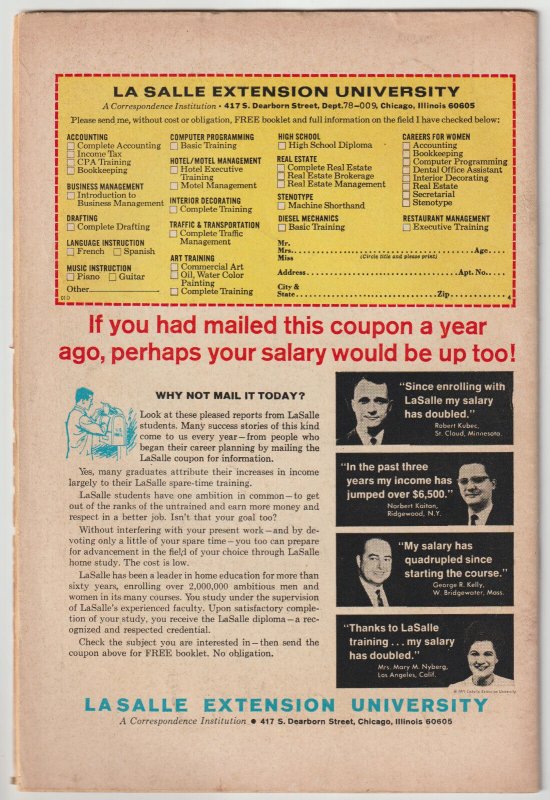 LA SALLE EXTENSION UNIVERSITY
A Correspondence Institution • 417 S. Dearborn Street, Dept. 78-009, Chicago, Illinois 60605
Please send me, without cost or obligation, FREE booklet and full information on the field I have checked below:
ACCOUNTING
Complete Accounting
Income Tax
CPA Training
Bookkeeping
BUSINESS MANAGEMENT
Introduction to
Business Management
DRAFTING
Complete Drafting
LANGUAGE INSTRUCTION
French Spanish
MUSIC INSTRUCTION
Piano Guitar
Other
COMPUTER PROGRAMMING
Basic Training
HOTEL/MOTEL MANAGEMENT
Hotel Executive
Training
Motel Management
INTERIOR DECORATING
Complete Training
TRAFFIC & TRANSPORTATION
Complete Traffic
Management
ART TRAINING
Commercial Art
Oil, Water Color
Painting
Complete Training
HIGH SCHOOL
High School Diploma
REAL ESTATE
Complete Real Estate
Real Estate Brokerage
Real Estate Management
STENOTYPE
Machine Shorthand
DIESEL MECHANICS
Basic Training
CAREERS FOR WOMEN
Accounting
Bookkeeping
Computer Programming
Dental Office Assistant
Interior Decorating
Real Estate
Secretarial
Stenotype
RESTAURANT MANAGEMENT
Executive Training
Mr.
Mrs. Age
Miss (Circle title and please print)
Address Apt. No.
City &
State Zip 4
If you had mailed this coupon a year
ago, perhaps your salary would be up too!
WHY NOT MAIL IT TODAY?
Look at these pleased reports from LaSalle
students. Many success stories of this kind
come to us every year—from people who
began their career planning by mailing the
LaSalle coupon for information.
Yes, many graduates attribute their increases in income
largely to their LaSalle spare-time training.
LaSalle students have one ambition in common—to get
out of the ranks of the untrained and earn more money and
respect in a better job. Isn't that your goal too?
Without interfering with your present work—and by de-
voting only a little of your spare time—you too can prepare
for advancement in the field of your choice through LaSalle
home study. The cost is low.
LaSalle has been a leader in home education for more than
sixty years, enrolling over 2,000,000 ambitious men and
women in its many courses. You study under the supervision
of LaSalle's experienced faculty. Upon satisfactory comple-
tion of your study, you receive the LaSalle diploma—a rec-
ognized and respected credential.
Check the subject you are interested in—then send the
coupon above for FREE booklet. No obligation.
"Since enrolling with
LaSalle my salary
has doubled."
Robert Kubec,
St. Cloud, Minnesota.
"In the past three
years my income has
jumped over $6,500."
Norbert Kaiton,
Ridgewood, N.Y.
"My salary has
quadrupled since
starting the course."
George R. Kelly,
W. Bridgewater, Mass.
"Thanks to LaSalle
training ... my salary
has doubled."
Mrs. Mary M. Nyberg,
Los Angeles, Calif.
© 1971 LaSalle Extension University
LA SALLE EXTENSION UNIVERSITY
A Correspondence Institution • 417 S. Dearborn Street, Chicago, Illinois 60605